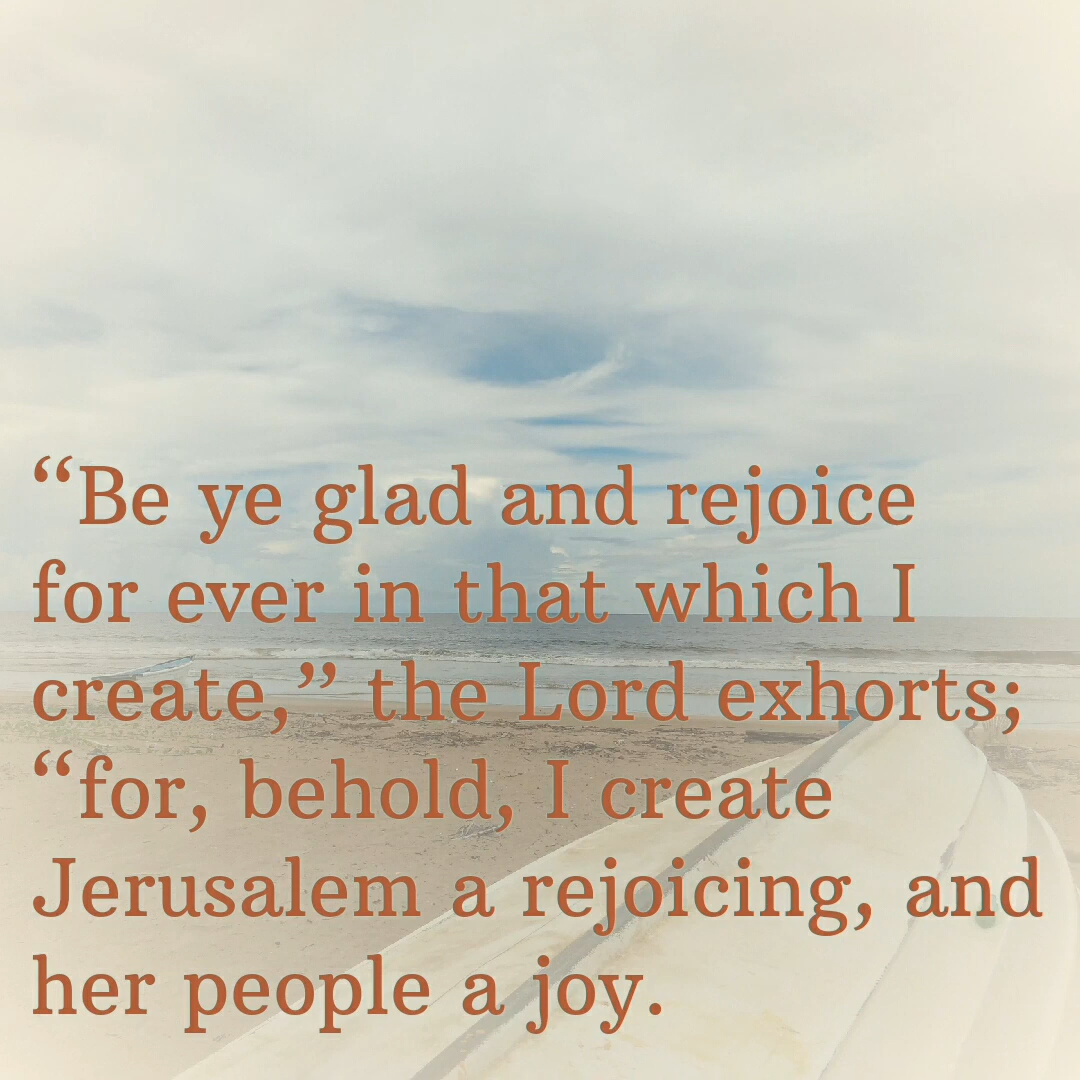 “Be ye glad and rejoice
for ever in that which I
create,” the Lord exhorts;
“for, behold, I create
Jerusalem a rejoicing, and
her people a joy.